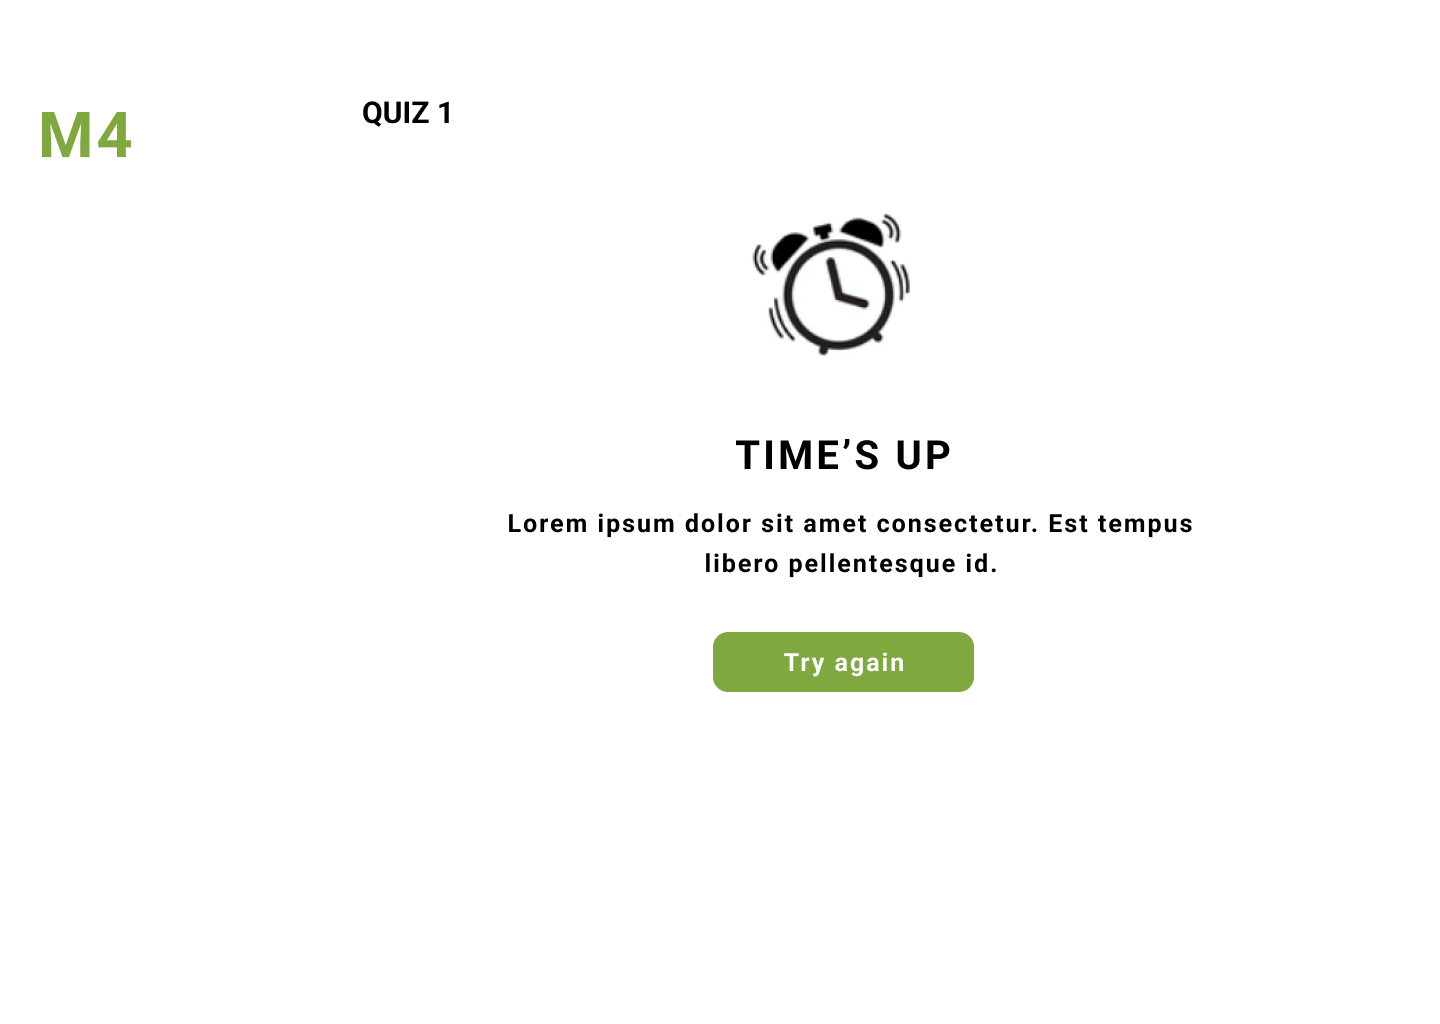 M4
QUIZ 1
TIME’S UP
Lorem ipsum dolor sit amet consectetur. Est tempus
libero pellentesque id.
Try again